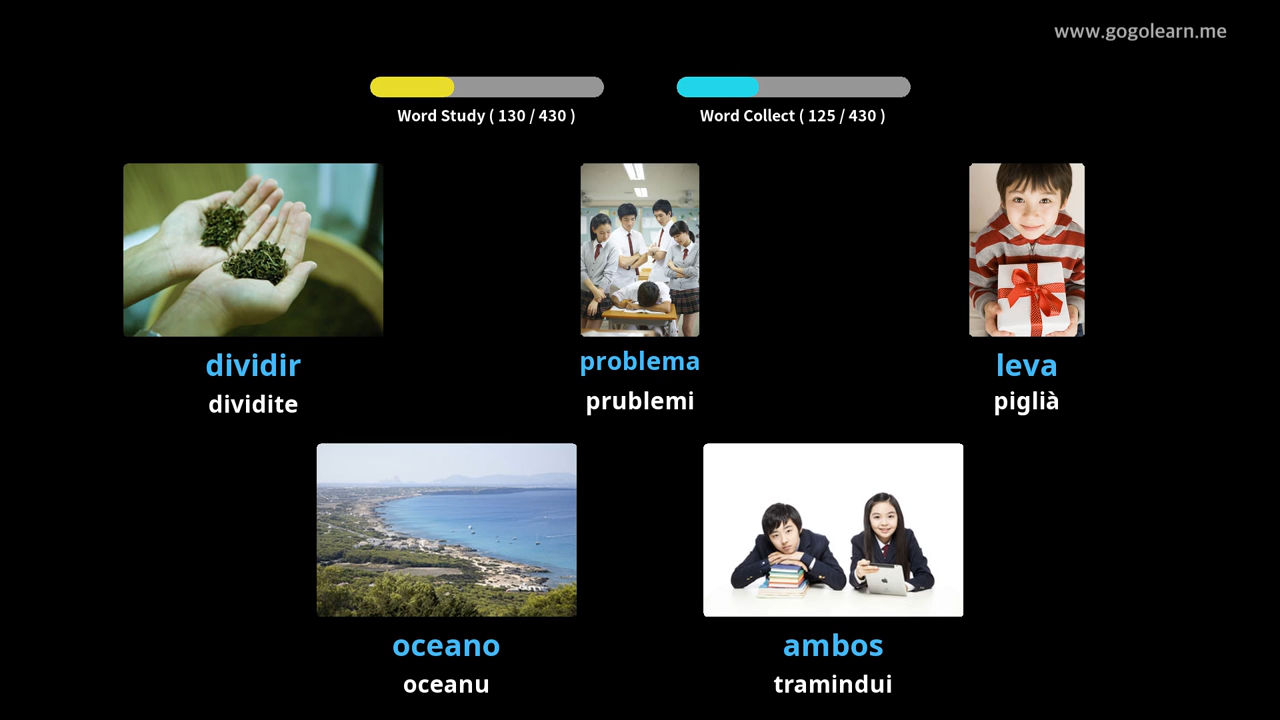 www.gogolearn.me
Word Study ( 130 / 430 )
Word Collect ( 125 / 430 )
dividir
dividite
problema
prublemi
leva
piglià
oceano
oceanu
ambos
tramindui